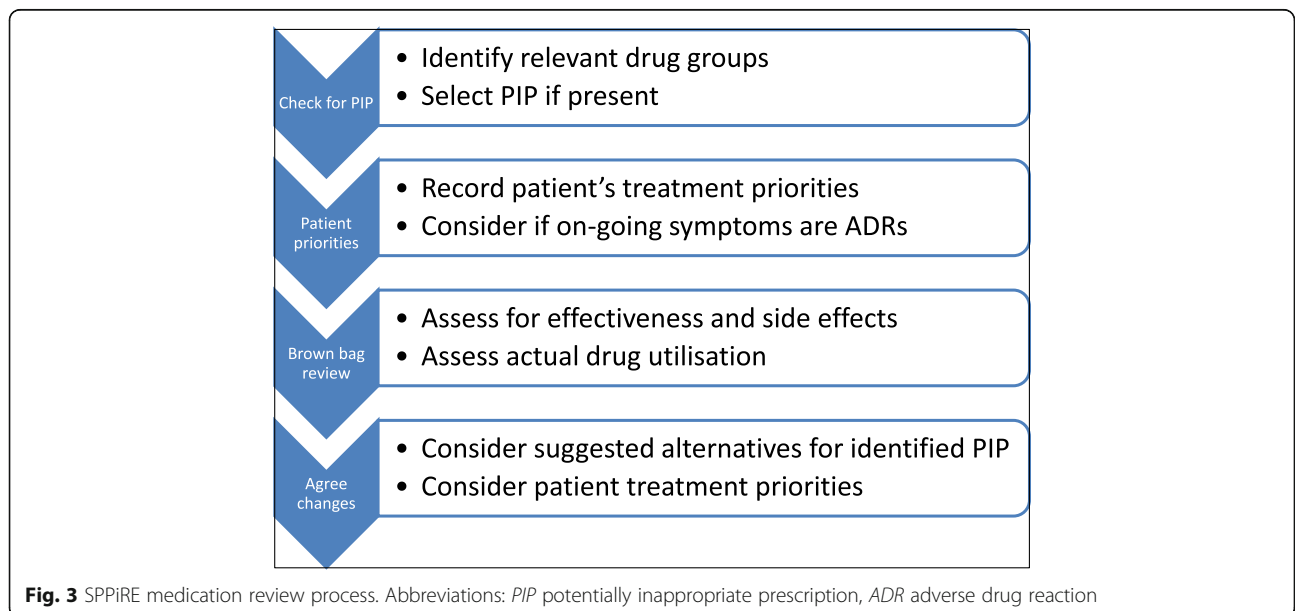 Check for PIP
• Identify relevant drug groups
• Select PIP if present
Patient
priorities
• Record patient’s treatment priorities
• Consider if on-going symptoms are ADRs
Brown bag
review
• Assess for effectiveness and side effects
• Assess actual drug utilisation
Agree
changes
• Consider suggested alternatives for identified PIP
• Consider patient treatment priorities
Fig. 3 SPPiRE medication review process. Abbreviations: PIP potentially inappropriate prescription, ADR adverse drug reaction